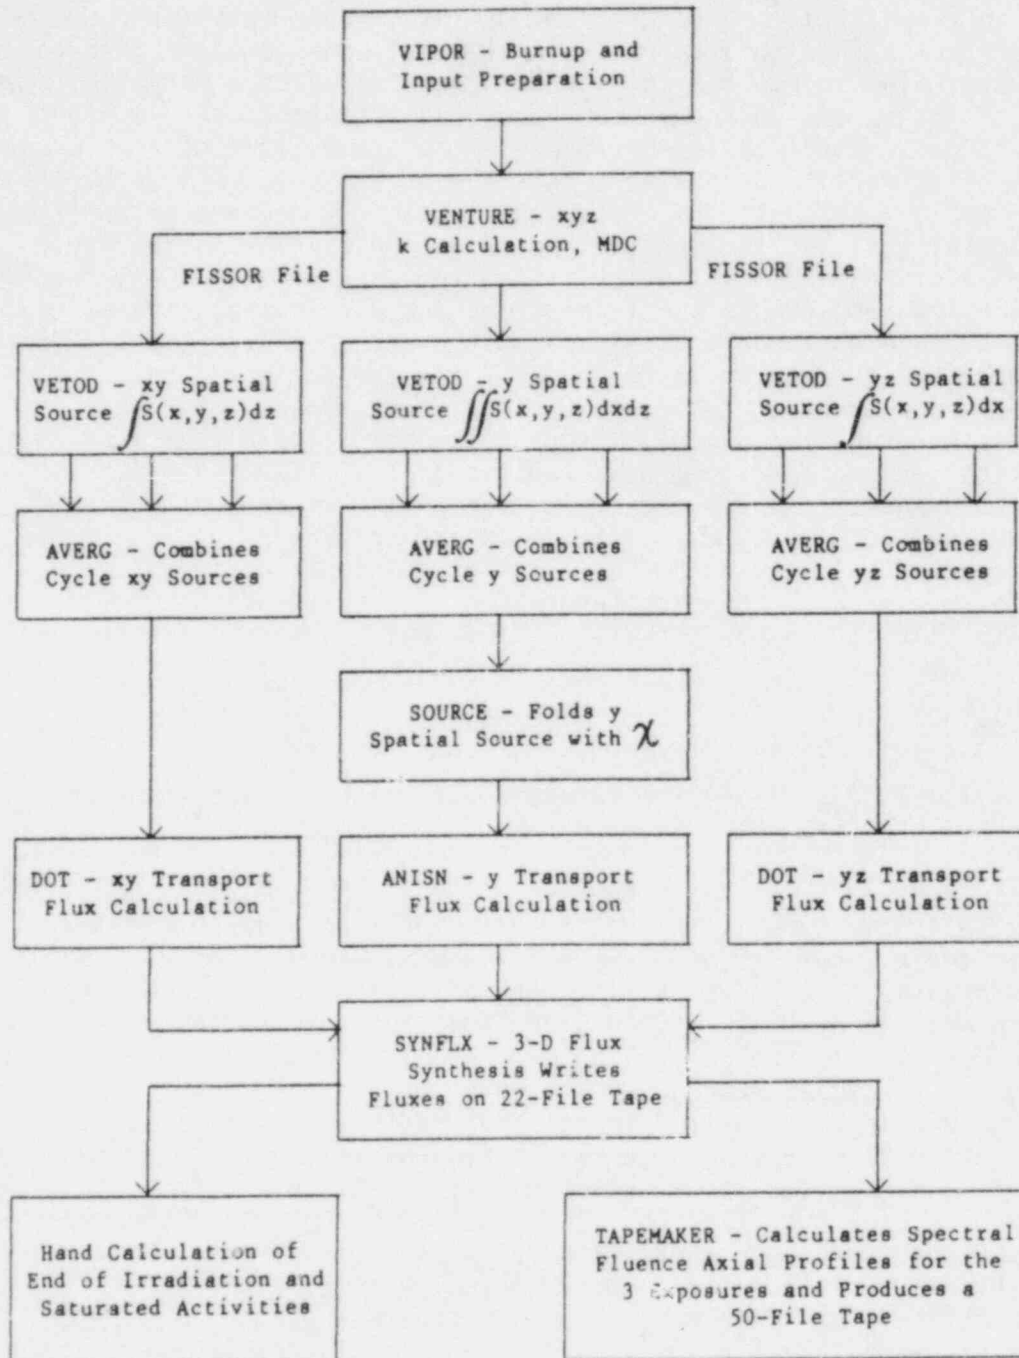 VIPOR - Burnup and
Input Preparation
VENTURE - xyz
k Calculation, MDC
FISSOR File
FISSOR File
VETOD - xy Spatial
Source ∫S(x,y,z)dz
VETOD - y Spatial
Source ∬S(x,y,z)dxdz
VETOD - yz Spatial
Source ∫S(x,y,z)dx
AVERG - Combines
Cycle xy Sources
AVERG - Combines
Cycle y Sources
AVERG - Combines
Cycle yz Sources
SOURCE - Folds y
Spatial Source with χ
DOT - xy Transport
Flux Calculation
ANISN - y Transport
Flux Calculation
DOT - yz Transport
Flux Calculation
SYNFLX - 3-D Flux
Synthesis Writes
Fluxes on 22-File Tape
Hand Calculation of
End of Irradiation and
Saturated Activities
TAPEMAKER - Calculates Spectral
Fluence Axial Profiles for the
3 Exposures and Produces a
50-File Tape